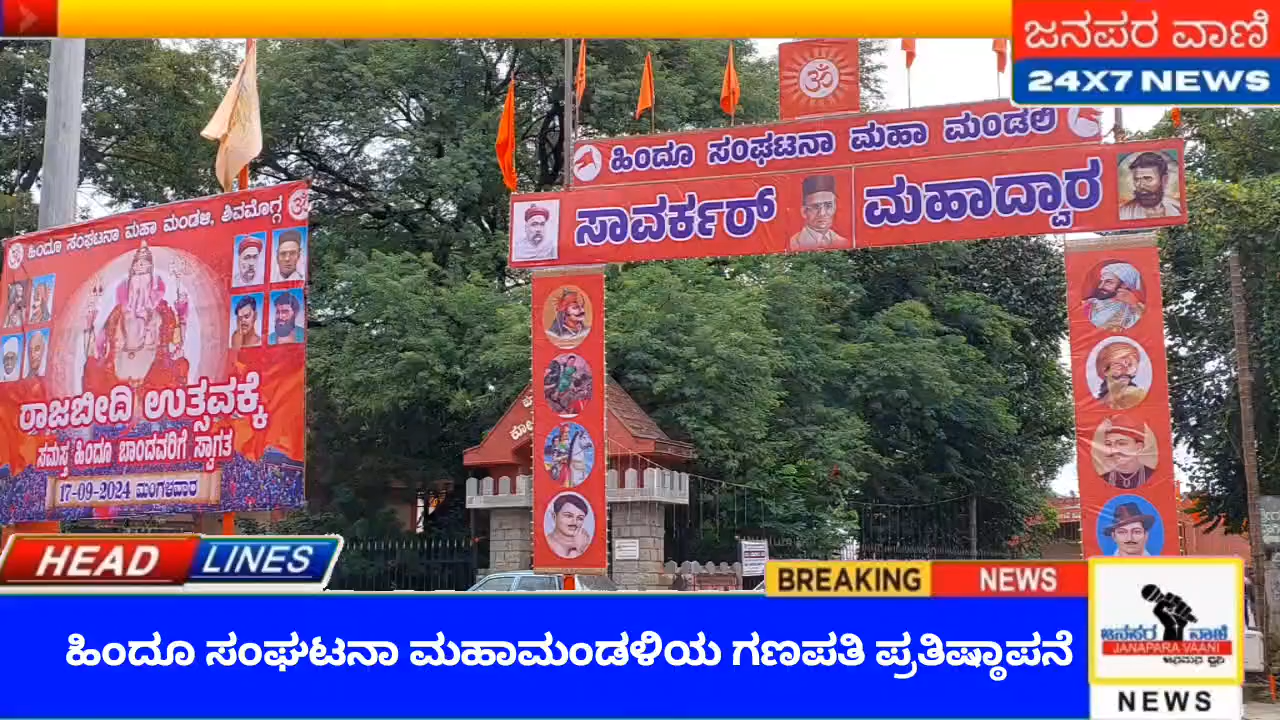 ಜನಪರ ವಾಣಿ
24X7 NEWS
ಹಿಂದೂ ಸಂಘಟನಾ ಮಹಾ ಮಂಡಲಿ
ಸಾವರ್ಕರ್ ಮಹಾದ್ವಾರ
ಹಿಂದೂ ಸಂಘಟನಾ ಮಹಾ ಮಂಡಳಿ, ಶಿವಮೊಗ್ಗ
ರಾಜಬೀದಿ ಉತ್ಸವಕ್ಕೆ
ಸಮಸ್ತ ಹಿಂದೂ ಬಾಂದವರಿಗೆ ಸ್ವಾಗತ
17-09-2024 ಮಂಗಳವಾರ
HEAD LINES
BREAKING NEWS
ಹಿಂದೂ ಸಂಘಟನಾ ಮಹಾಮಂಡಳಿಯ ಗಣಪತಿ ಪ್ರತಿಷ್ಠಾಪನೆ
ಜನಪರ ವಾಣಿ
JANAPARA VAANI
NEWS